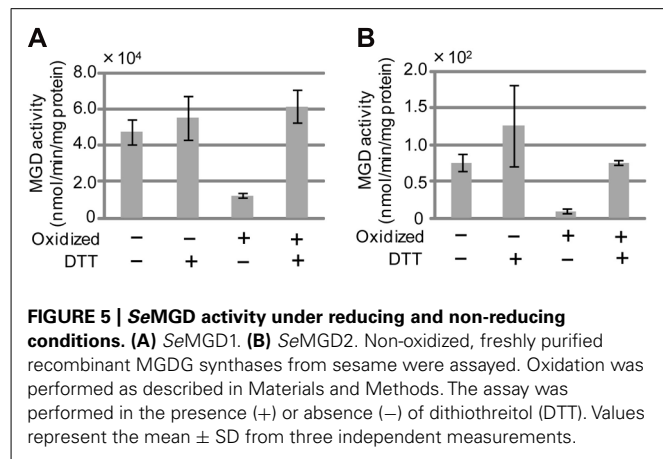 A
B
× 10⁴
× 10²
MGD activity
(nmol/min/mg protein)
8.0
6.0
4.0
2.0
0
MGD activity
(nmol/min/mg protein)
2.0
1.5
1.0
0.5
0
Oxidized − − + +
DTT − + − +
Oxidized − − + +
DTT − + − +
FIGURE 5 | SeMGD activity under reducing and non-reducing
conditions. (A) SeMGD1. (B) SeMGD2. Non-oxidized, freshly purified
recombinant MGDG synthases from sesame were assayed. Oxidation was
performed as described in Materials and Methods. The assay was
performed in the presence (+) or absence (−) of dithiothreitol (DTT). Values
represent the mean ± SD from three independent measurements.